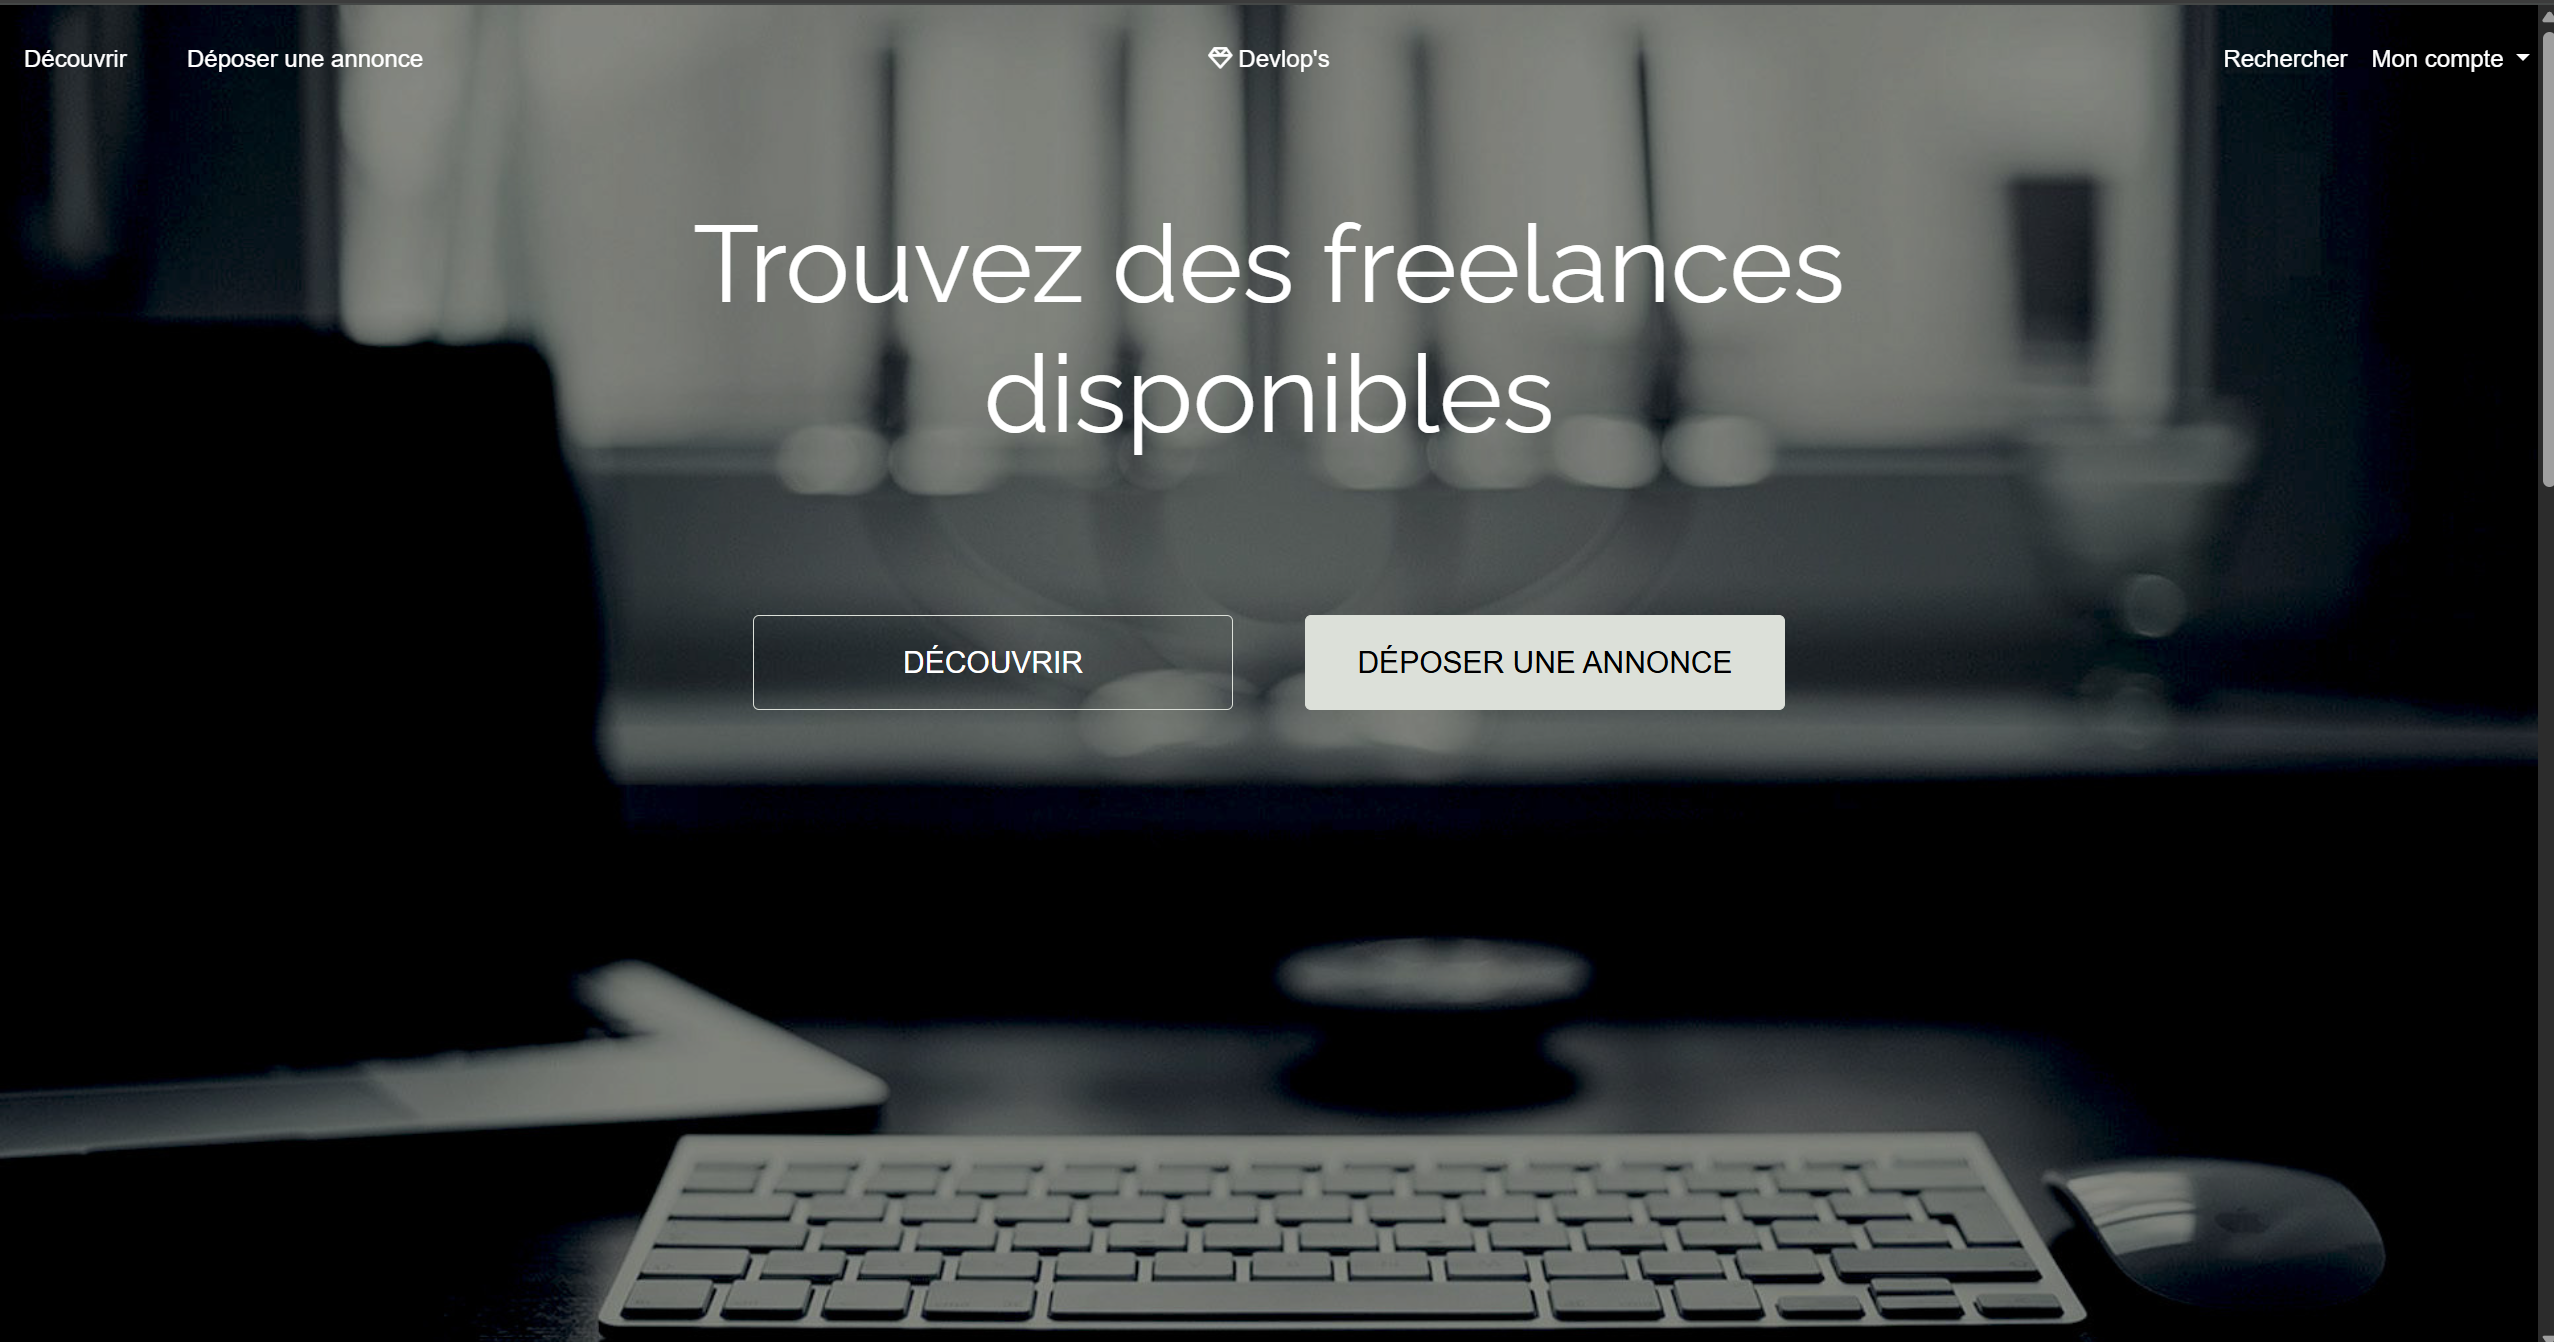 Découvrir
Déposer une annonce
Devlop's
Rechercher
Mon compte
Trouvez des freelances
disponibles
DÉCOUVRIR
DÉPOSER UNE ANNONCE